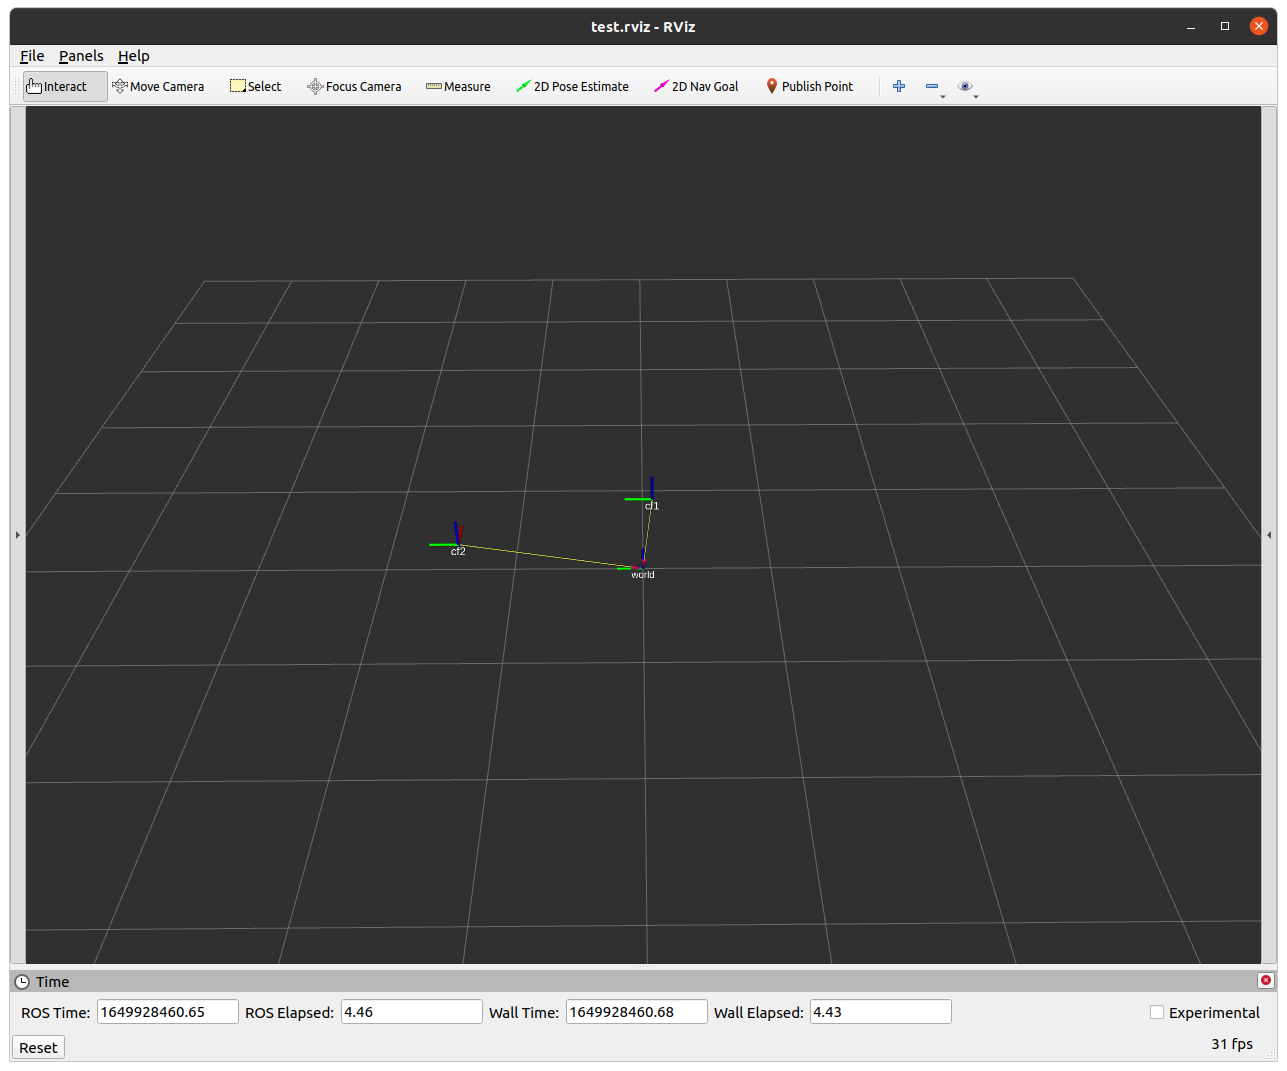 test.rviz - RViz
File Panels Help
Interact Move Camera Select Focus Camera Measure 2D Pose Estimate 2D Nav Goal Publish Point
cf1
cf2
world
Time
ROS Time: 1649928460.65 ROS Elapsed: 4.46 Wall Time: 1649928460.68 Wall Elapsed: 4.43 Experimental
Reset 31 fps